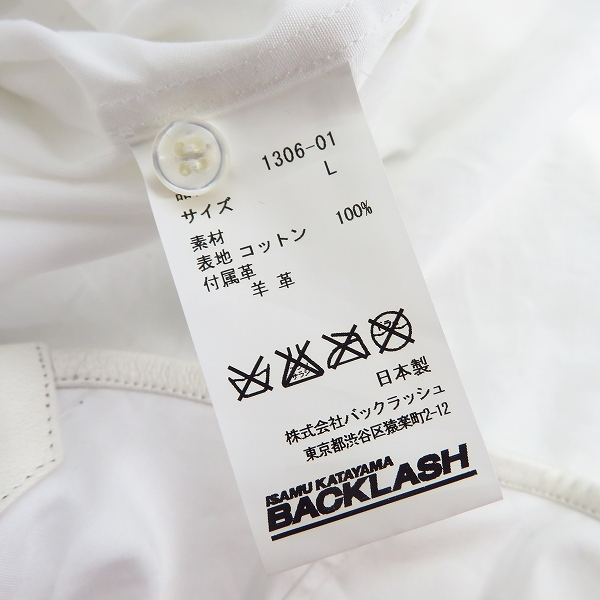 1306-01
サイズ L
素材
表地 コットン 100%
付属革
羊革
日本製
株式会社バックラッシュ
東京都渋谷区猿楽町2-12
ISAMU KATAYAMA
BACKLASH